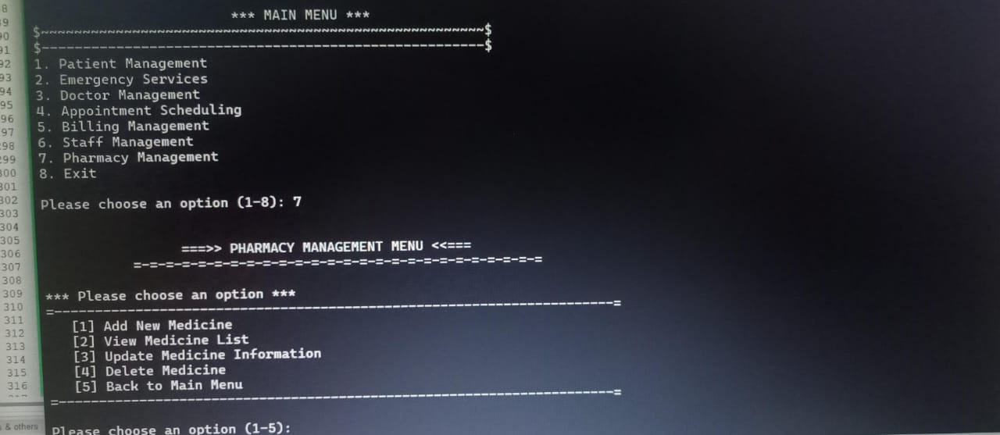 *** MAIN MENU ***
$~~~~~~~~~~~~~~~~~~~~~~~~~~~~~~~~~~~~~~~~~~~~~~~~~~~~~~$
$-------------------------------------------------------$
1. Patient Management
2. Emergency Services
3. Doctor Management
4. Appointment Scheduling
5. Billing Management
6. Staff Management
7. Pharmacy Management
8. Exit
Please choose an option (1-8): 7
===>> PHARMACY MANAGEMENT MENU <<===
=-=-=-=-=-=-=-=-=-=-=-=-=-=-=-=-=-=-=-=-=-=-=-=-=-=-=
*** Please choose an option ***
=---------------------------------------------------------------------=
[1] Add New Medicine
[2] View Medicine List
[3] Update Medicine Information
[4] Delete Medicine
[5] Back to Main Menu
=---------------------------------------------------------------------=
Please choose an option (1-5):
90
91
92
93
94
95
96
97
298
299
300
301
302
303
304
305
306
307
308
309
310
311
312
313
314
315
316
& others